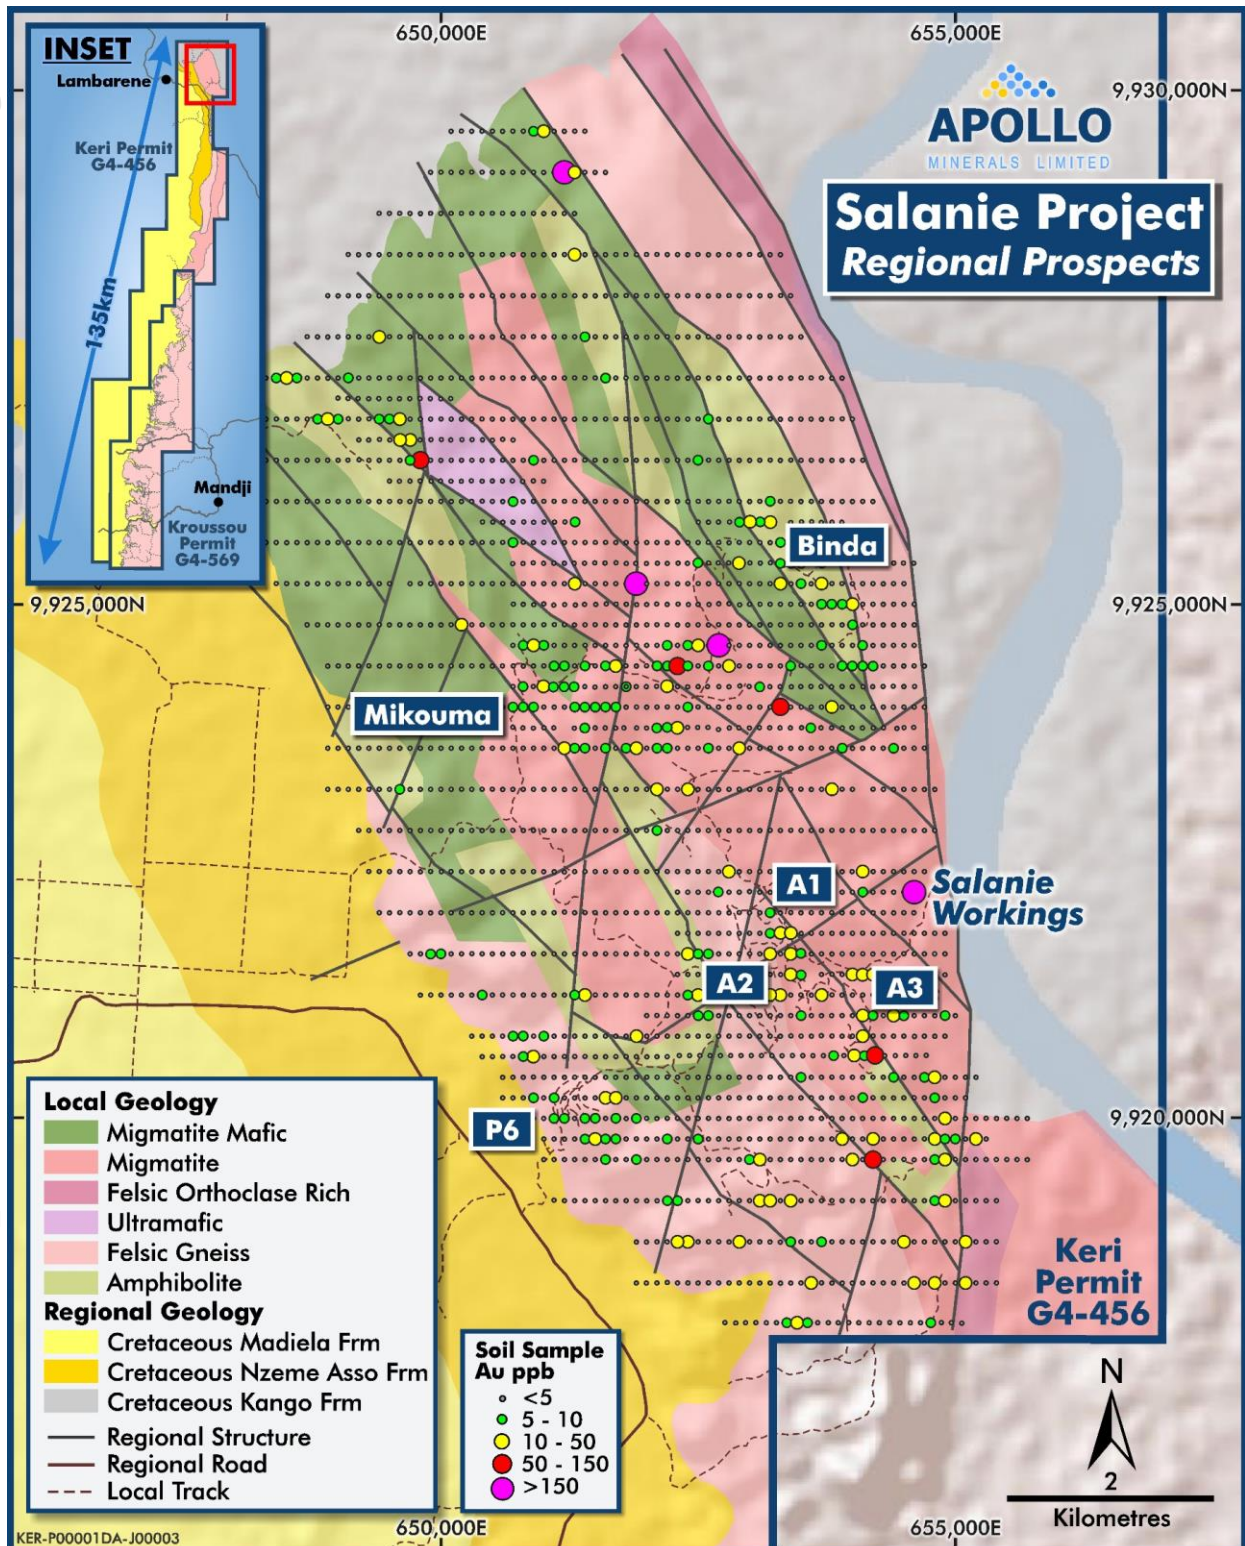 650,000E
655,000E
INSET
Lambarene
Keri Permit
G4-456
135km
Mandji
Kroussou
Permit
G4-569
9,930,000N
APOLLO
MINERALS LIMITED
Salanie Project
Regional Prospects
Binda
9,925,000N
9,925,000N
Mikouma
A1
Salanie
Workings
A2
A3
P6
9,920,000N
Keri
Permit
G4-456
Local Geology
Migmatite Mafic
Migmatite
Felsic Orthoclase Rich
Ultramafic
Felsic Gneiss
Amphibolite
Regional Geology
Cretaceous Madiela Frm
Cretaceous Nzeme Asso Frm
Cretaceous Kango Frm
Regional Structure
Regional Road
Local Track
Soil Sample
Au ppb
<5
5 - 10
10 - 50
50 - 150
>150
N
2
Kilometres
KER-P00001DA-J00003
650,000E
655,000E